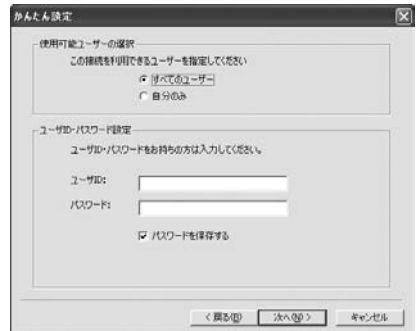 かんたん設定
使用可能ユーザーの選択
この接続を利用できるユーザーを指定してください
すべてのユーザー
自分のみ
ユーザID・パスワード設定
ユーザID・パスワードをお持ちの方は入力してください。
ユーザID:
パスワード:
パスワードを保存する
< 戻る(B) 次へ(N) > キャンセル